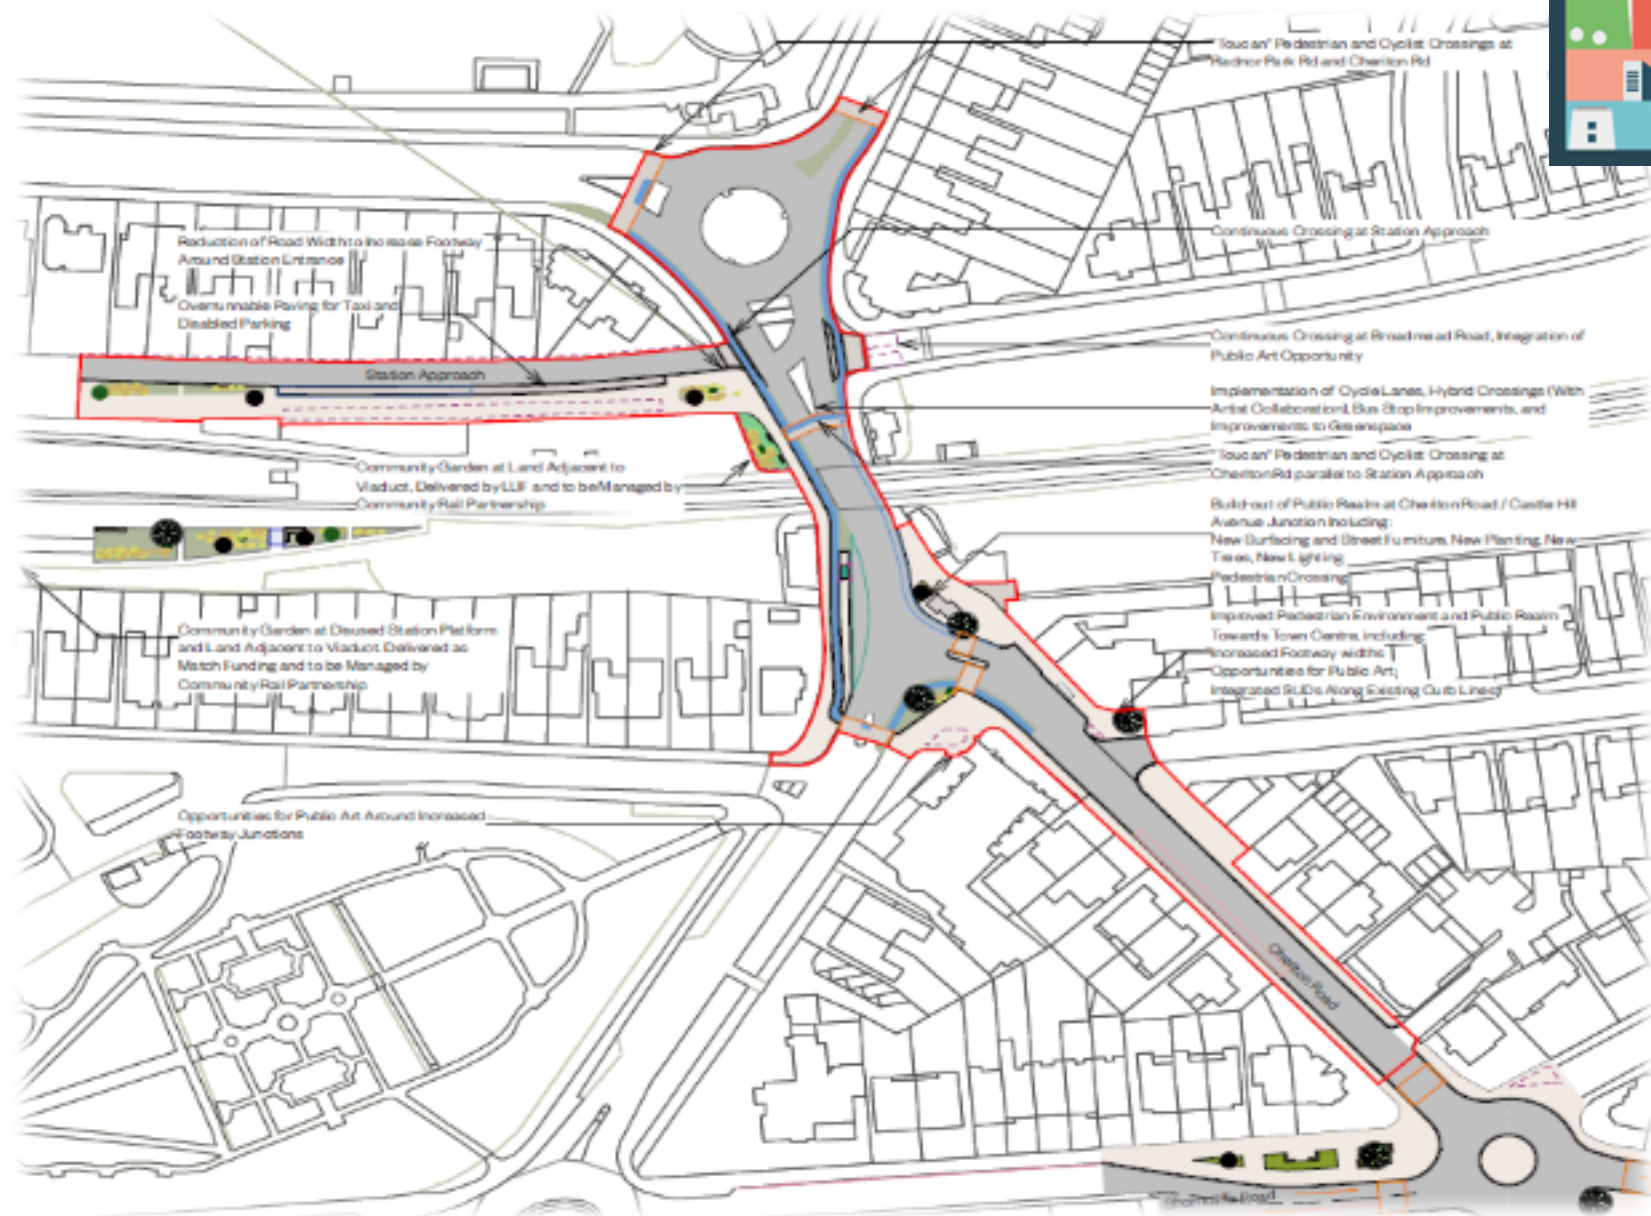 "Toucan" Pedestrian and Cyclist Crossings at
Radnor Park Rd and Cheriton Rd
Continuous Crossing at Station Approach
Reduction of Road Width to Increase Footway
Around Station Entrance
Overrunnable Paving for Taxi and
Disabled Parking
Continuous Crossing at Broadmead Road, Integration of
Public Art Opportunity
Station Approach
Implementation of Cycle Lanes, Hybrid Crossings (With
Artist Collaboration), Bus Stop Improvements, and
Improvements to Greenspace
"Toucan" Pedestrian and Cyclist Crossing at
Cheriton Rd parallel to Station Approach
Community Garden at Land Adjacent to
Viaduct, Delivered by LUF and to be Managed by
Community Rail Partnership
Build-out of Public Realm at Cheriton Road / Castle Hill
Avenue Junction Including:
New Surfacing and Street Furniture, New Planting, New
Trees, New Lighting
Pedestrian Crossing
Improved Pedestrian Environment and Public Realm
Towards Town Centre, including:
Increased Footway widths
Opportunities for Public Art;
Integrated SUDs Along Existing Curb Lines;
Community Garden at Disused Station Platform
and Land Adjacent to Viaduct. Delivered as
Match Funding and to be Managed by
Community Rail Partnership
Opportunities for Public Art Around Increased
Footway Junctions
Cheriton Road
Road